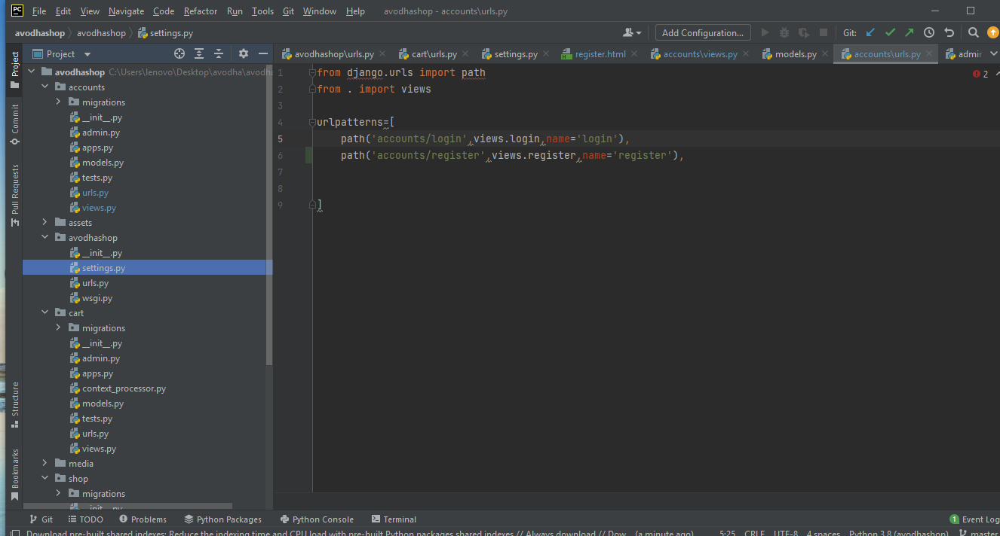 PC File Edit View Navigate Code Refactor Run Tools Git Window Help avodhashop - accounts\urls.py
avodhashop avodhashop settings.py Add Configuration... Git:
Project avodhashop\urls.py cart\urls.py settings.py register.html accounts\views.py models.py accounts\urls.py admin
Project
Commit
Pull Request
Structure
Bookmarks
avodhashop C:\Users\lenovo\Desktop\avodha\avodha
accounts
migrations
__init__.py
admin.py
apps.py
models.py
tests.py
urls.py
views.py
assets
avodhashop
__init__.py
settings.py
urls.py
wsgi.py
cart
migrations
__init__.py
admin.py
apps.py
context_processor.py
models.py
tests.py
urls.py
views.py
media
shop
migrations
__init__.py
2
1 from django.urls import path
2 from . import views
3
4 urlpatterns=[
5 path('accounts/login',views.login,name='login'),
6 path('accounts/register',views.register,name='register'),
7
8
9 ]
Git TODO Problems Python Packages Python Console Terminal 1 Event Log
Download pre-built shared indexes: Reduce the indexing time and CPU load with pre-built Python packages shared indexes // Always download // Dow... (a minute ago) 5:25 CRLF UTF-8 4 spaces Python 3.8 (avodhashop) master